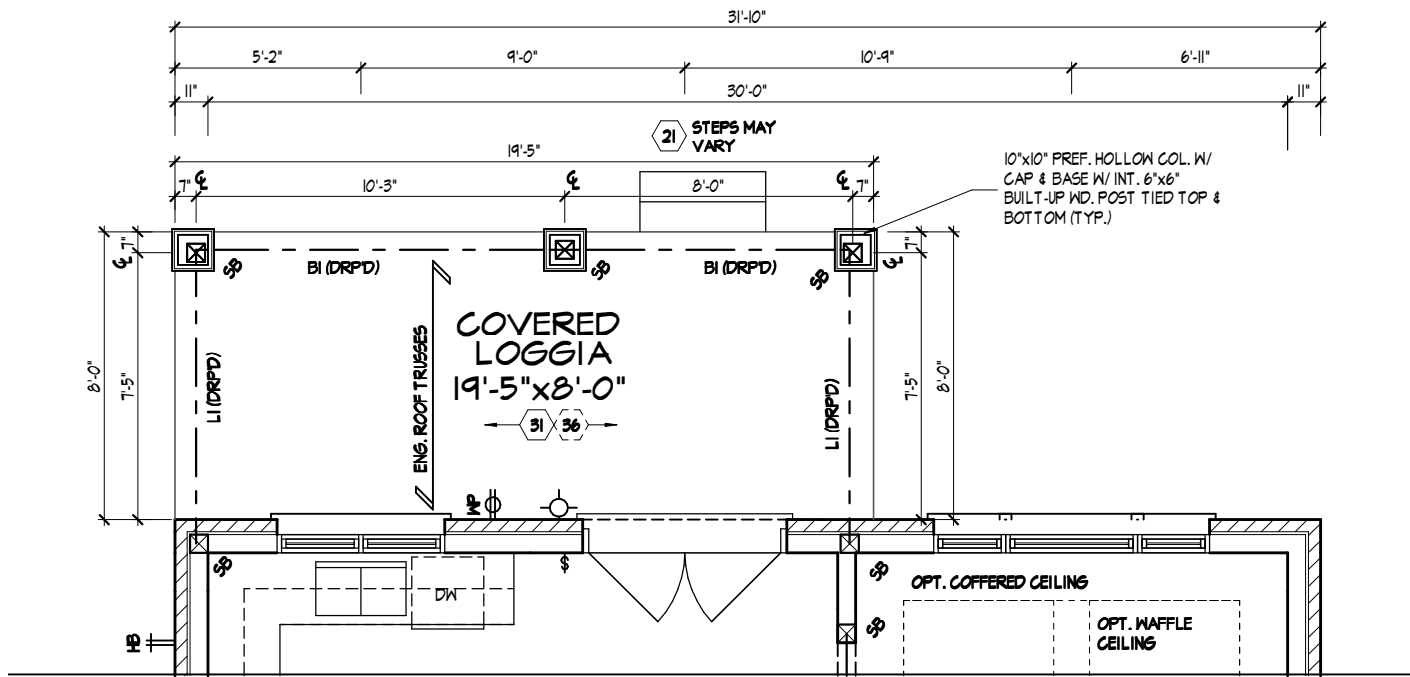 31'-10"
5'-2" 9'-0" 10'-9" 6'-11"
11" 30'-0" 11"
21 STEPS MAY
VARY
19'-5"
10"x10" PREF. HOLLOW COL. W/
CAP & BASE W/ INT. 6"x6"
BUILT-UP WD. POST TIED TOP &
BOTTOM (TYP.)
7" ℄ 10'-3" ℄ 8'-0" ℄ 7"
7" ℄
7" ℄
SB B1 (DRP'D) SB B1 (DRP'D) SB
COVERED
LOGGIA
19'-5"x8'-0"
31 36
8'-0" 7'-5" L1 (DRP'D) ENG. ROOF TRUSSES L1 (DRP'D) 7'-5" 8'-0"
WP
SB $ SB
DW
OPT. COFFERED CEILING
SB
OPT. WAFFLE
CEILING
HB